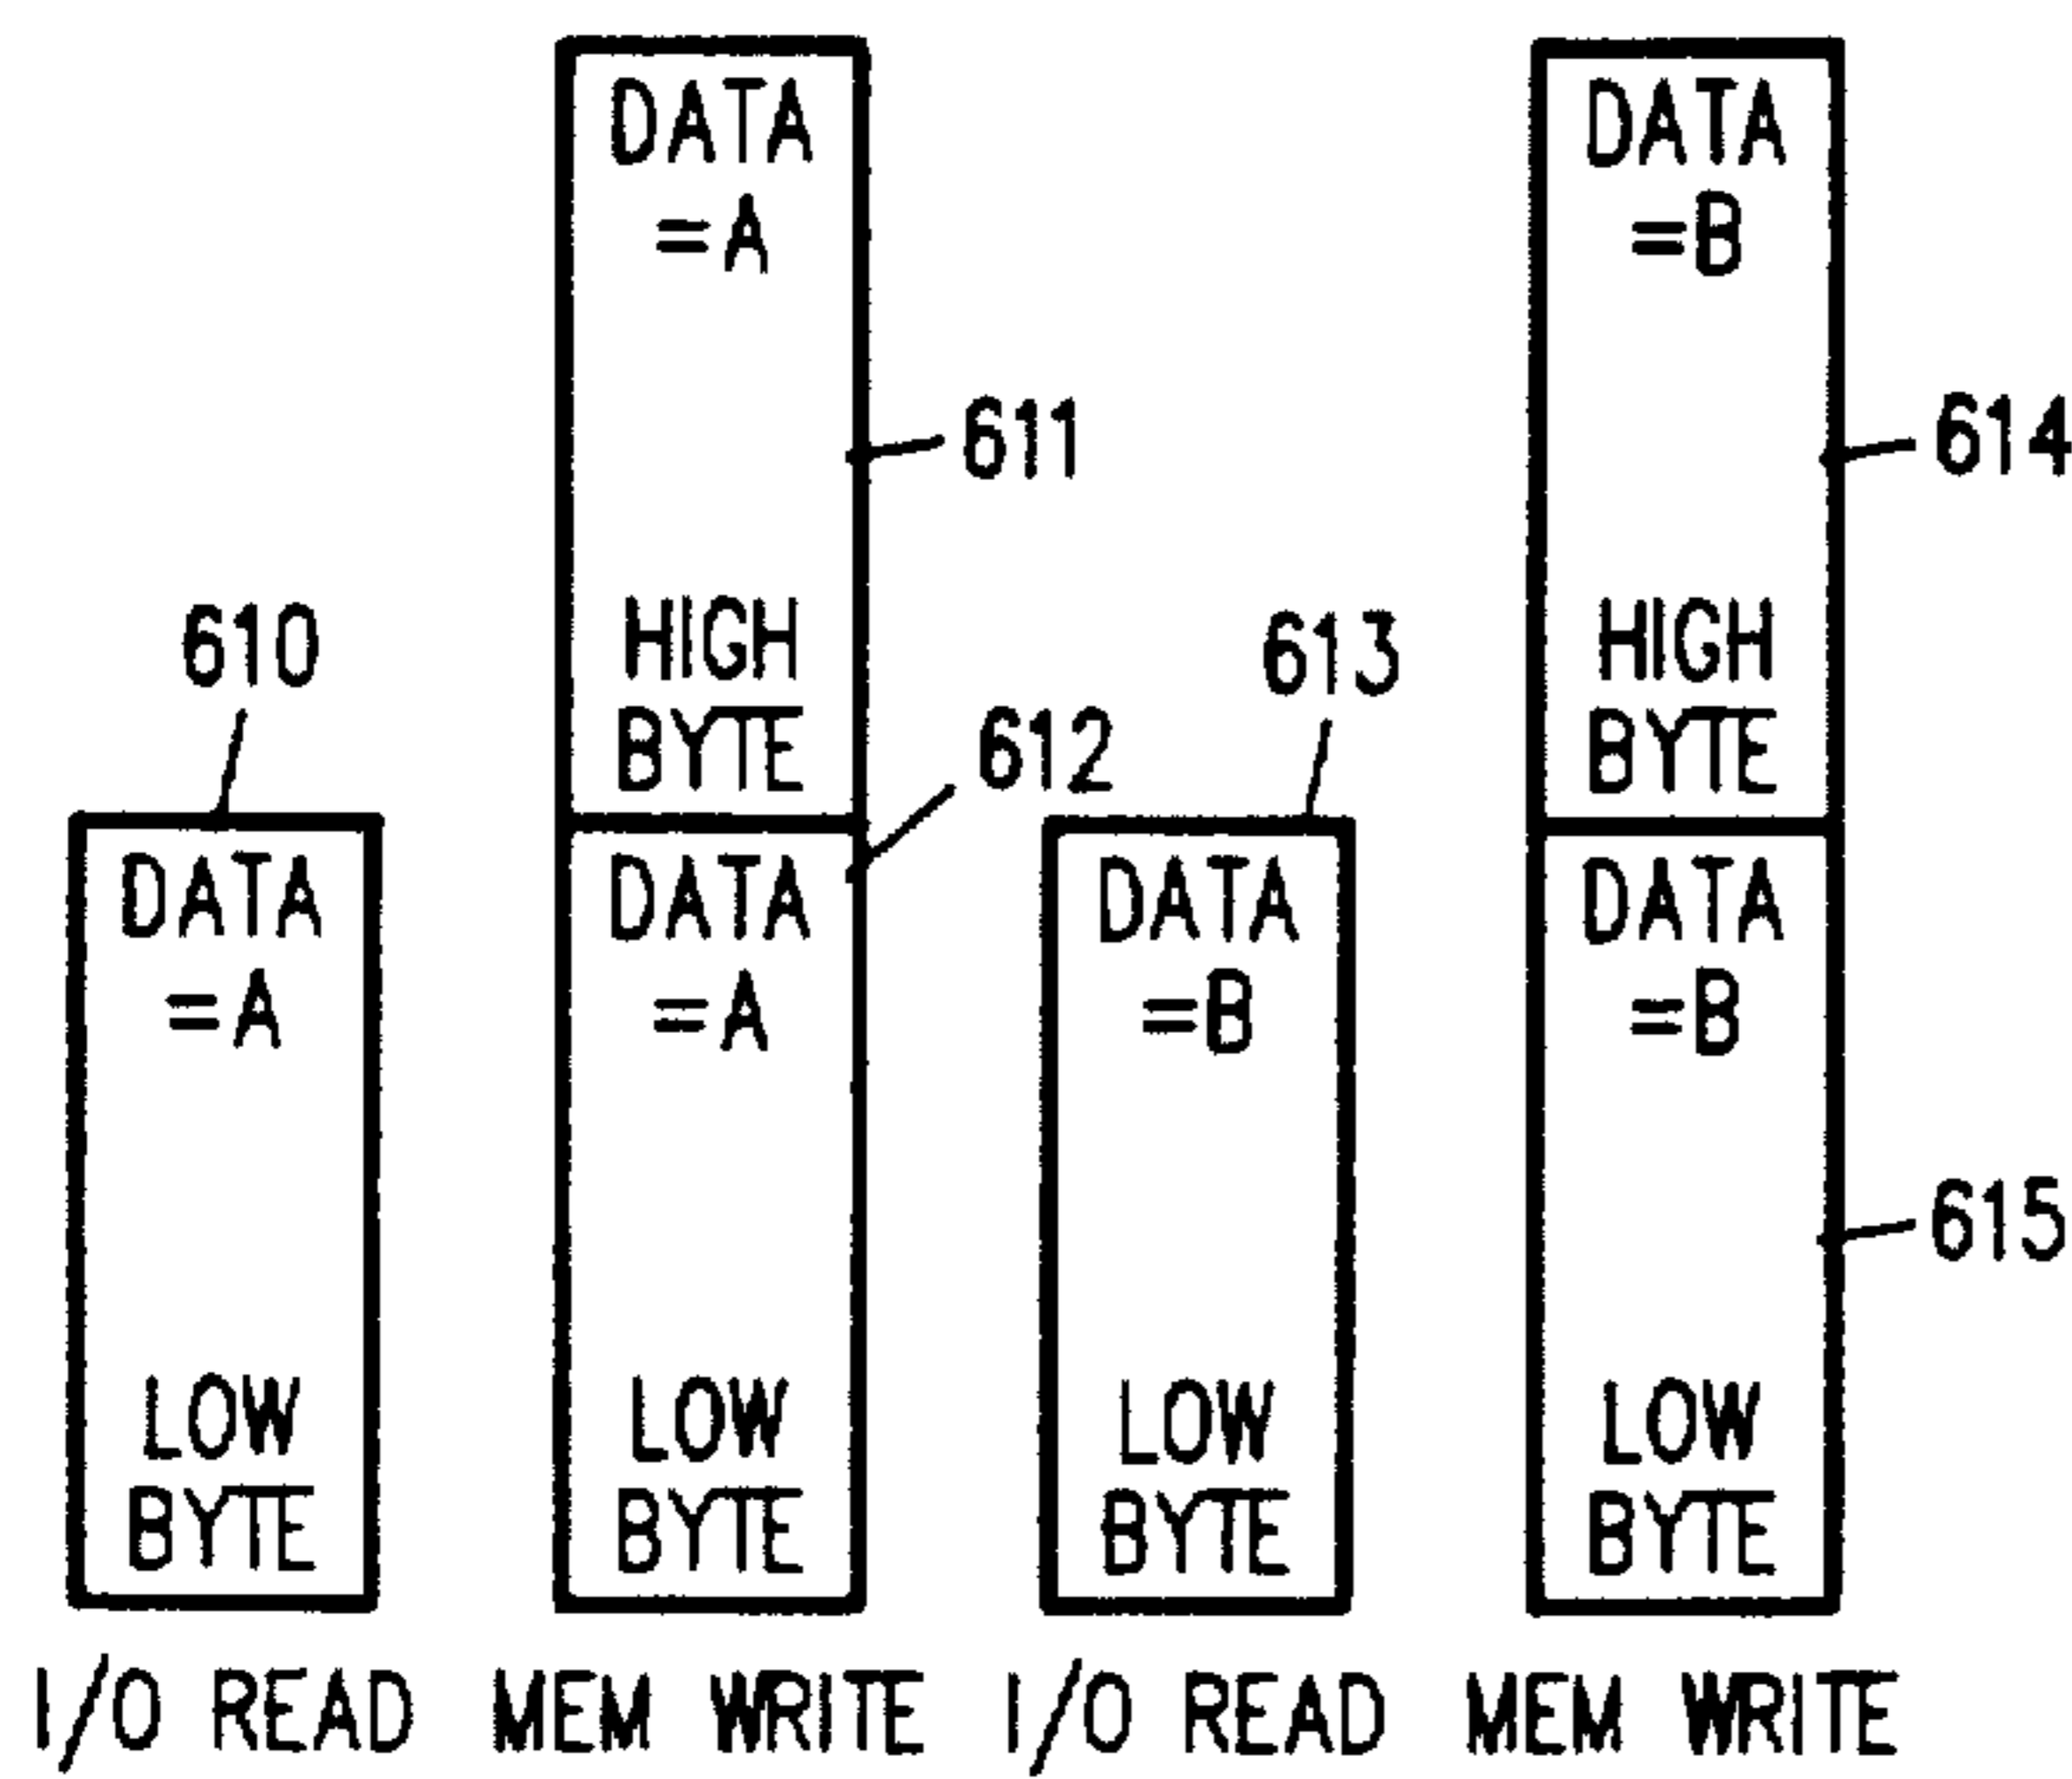 DATA
=A
611
HIGH
BYTE
DATA
=B
614
HIGH
BYTE
610
DATA
=A
LOW
BYTE
612
DATA
=A
LOW
BYTE
613
DATA
=B
LOW
BYTE
DATA
=B
615
LOW
BYTE
I/O READ MEM WRITE I/O READ MEM WRITE